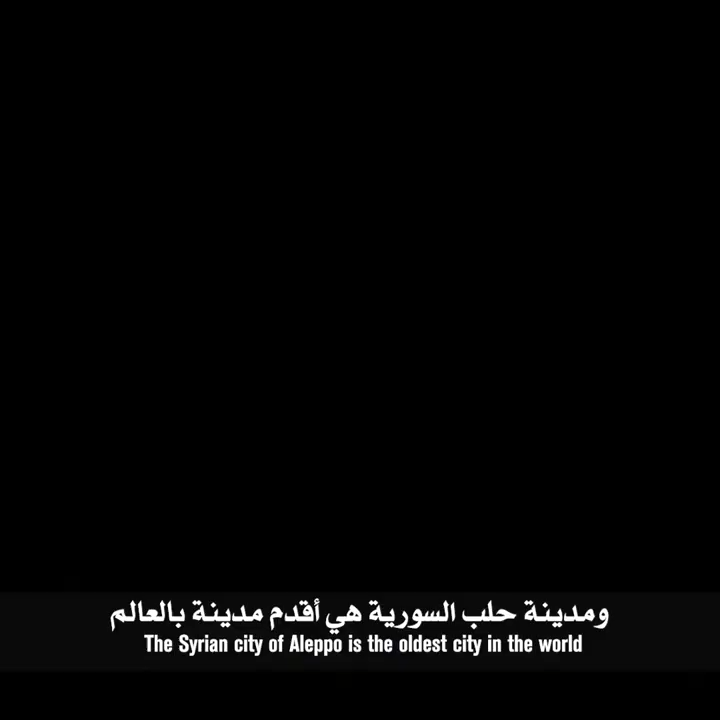 ومدينة حلب السورية هي أقدم مدينة بالعالم
The Syrian city of Aleppo is the oldest city in the world